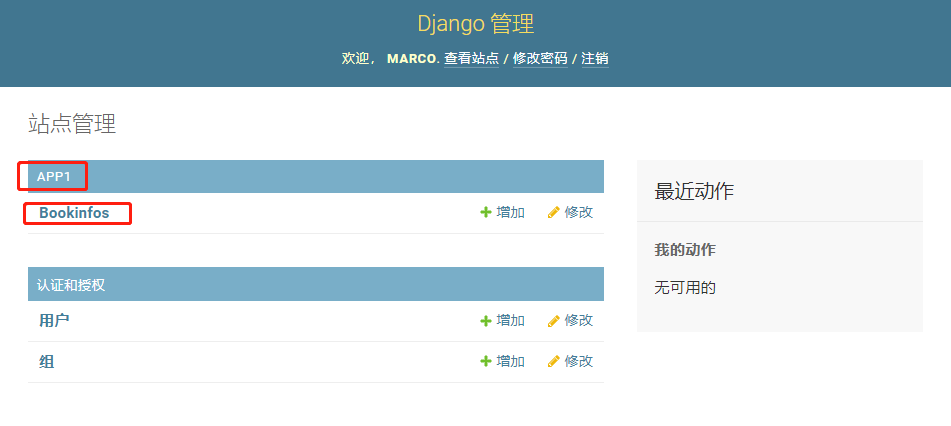 Django 管理
欢迎， MARCO. 查看站点 / 修改密码 / 注销
站点管理
APP1
Bookinfos 增加 修改
认证和授权
用户 增加 修改
组 增加 修改
最近动作
我的动作
无可用的